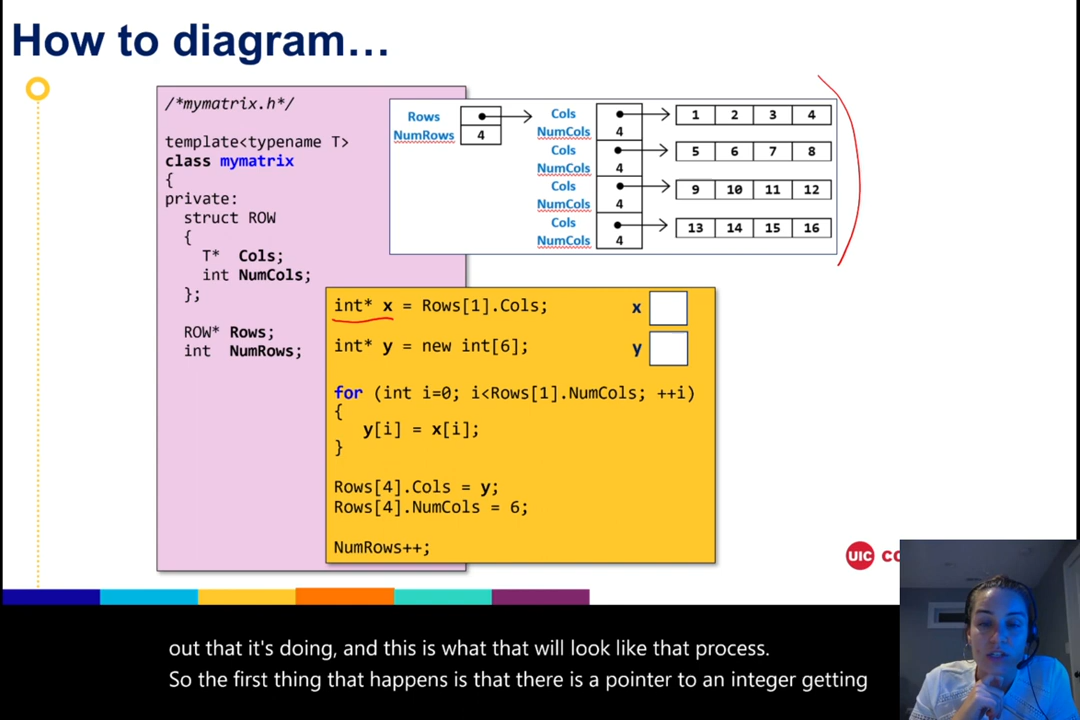 How to diagram…
/*mymatrix.h*/
template<typename T>
class mymatrix
{
private:
struct ROW
{
T* Cols;
int NumCols;
};
ROW* Rows;
int NumRows;
Rows
NumRows 4
Cols 1 2 3 4
NumCols 4
Cols 5 6 7 8
NumCols 4
Cols 9 10 11 12
NumCols 4
Cols 13 14 15 16
NumCols 4
int* x = Rows[1].Cols; x
int* y = new int[6]; y
for (int i=0; i<Rows[1].NumCols; ++i)
{
y[i] = x[i];
}
Rows[4].Cols = y;
Rows[4].NumCols = 6;
NumRows++;
UIC
out that it's doing, and this is what that will look like that process.
So the first thing that happens is that there is a pointer to an integer getting